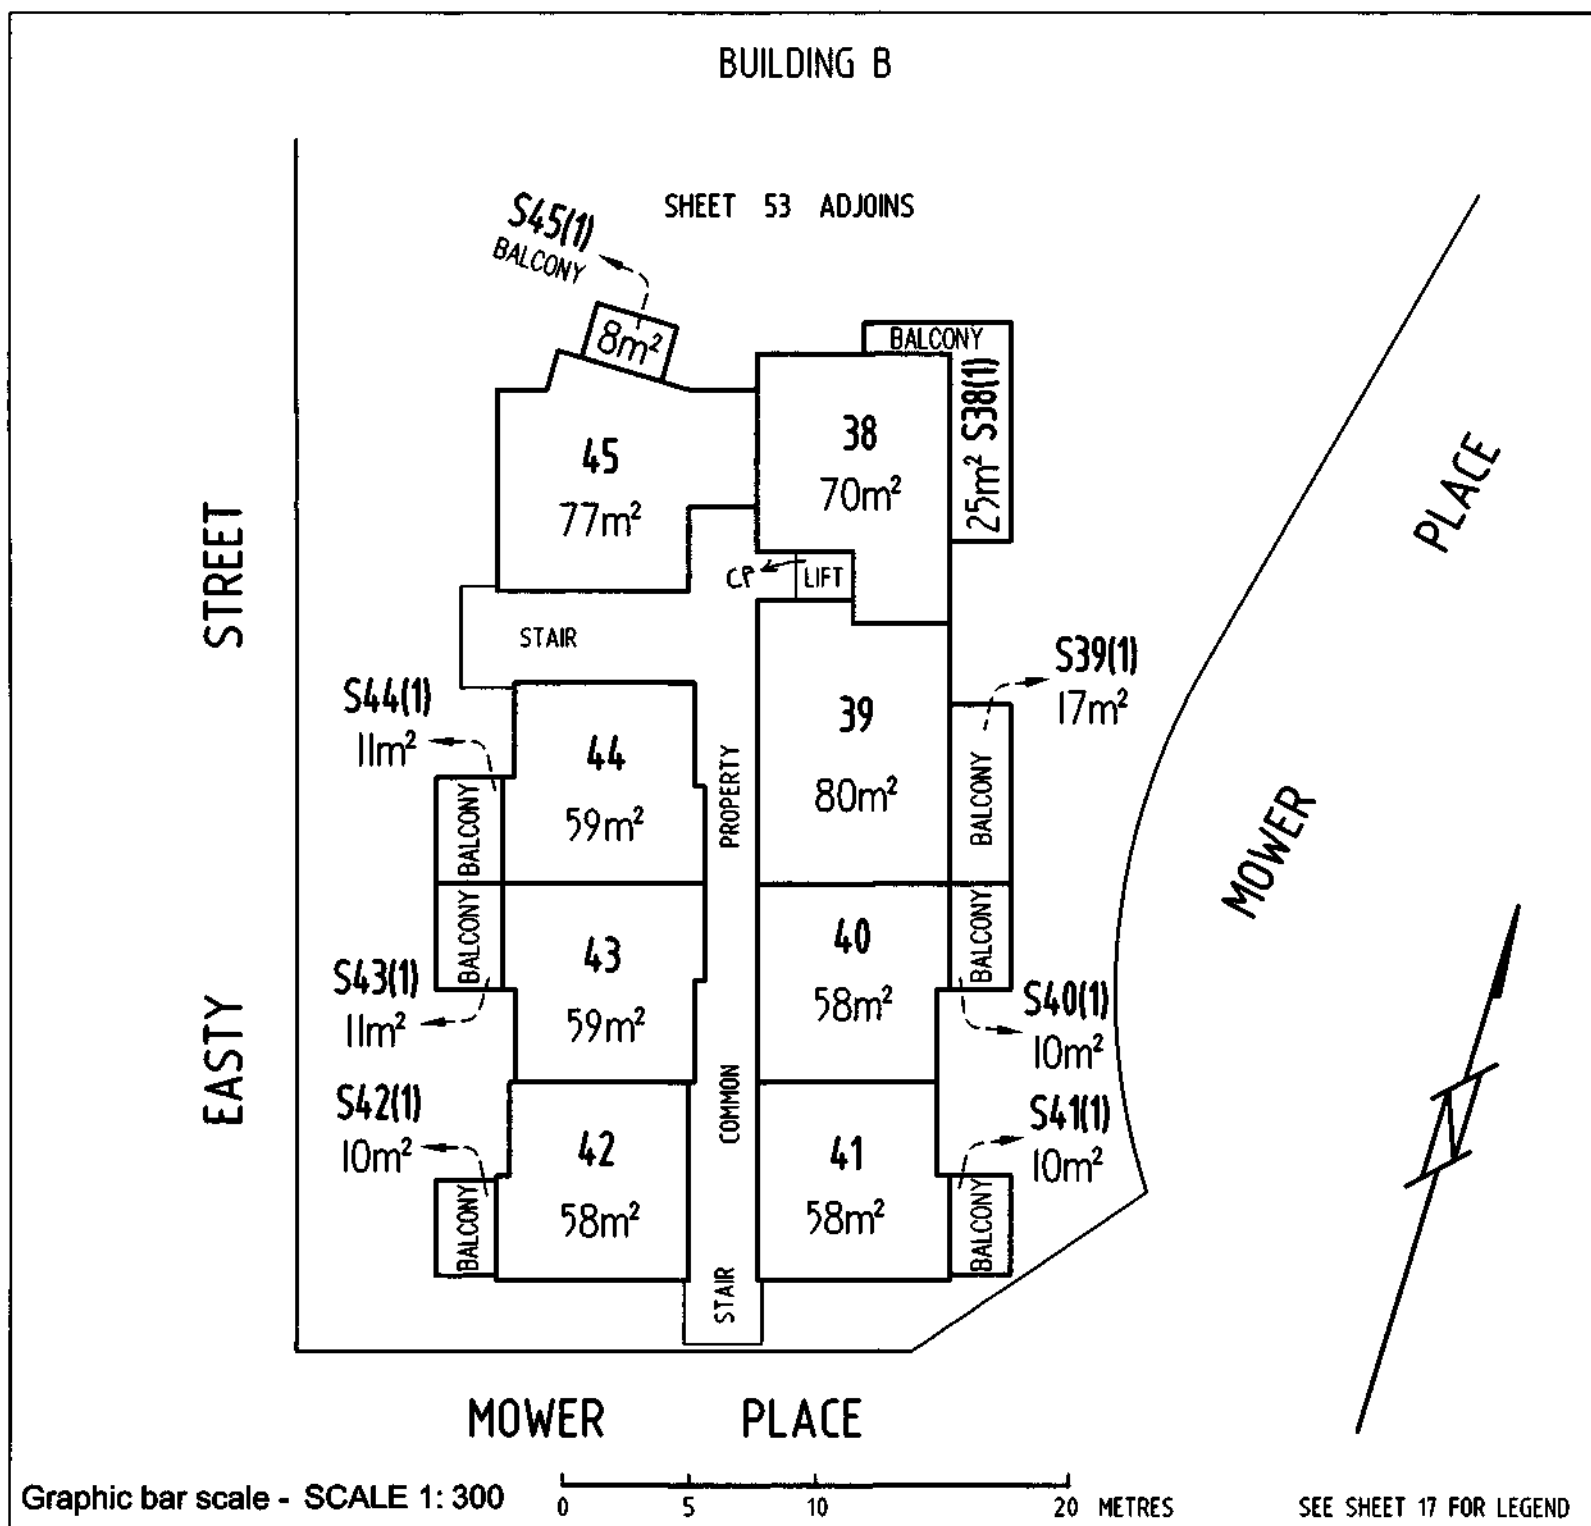 BUILDING B
SHEET 53 ADJOINS
S45(1)
BALCONY
8m²
BALCONY
S38(1)
25m²
45
77m²
38
70m²
CP
LIFT
STAIR
STREET
EASTY
S44(1)
11m²
BALCONY
44
59m²
PROPERTY
COMMON
39
80m²
S39(1)
17m²
BALCONY
PLACE
MOWER
BALCONY
S43(1)
11m²
43
59m²
40
58m²
BALCONY
S40(1)
10m²
S42(1)
10m²
BALCONY
42
58m²
41
58m²
S41(1)
10m²
BALCONY
STAIR
N
MOWER PLACE
Graphic bar scale - SCALE 1: 300
0 5 10 20 METRES
SEE SHEET 17 FOR LEGEND